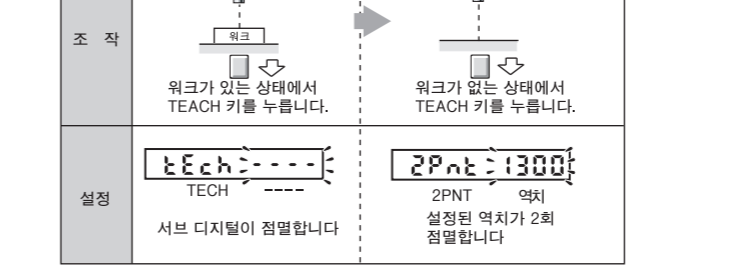 조 작
워크
워크가 있는 상태에서
TEACH 키를 누릅니다.
워크가 없는 상태에서
TEACH 키를 누릅니다.
설정
tEch ----
TECH ----
서브 디지털이 점멸합니다
2Pnt 1300
2PNT 역치
설정된 역치가 2회
점멸합니다